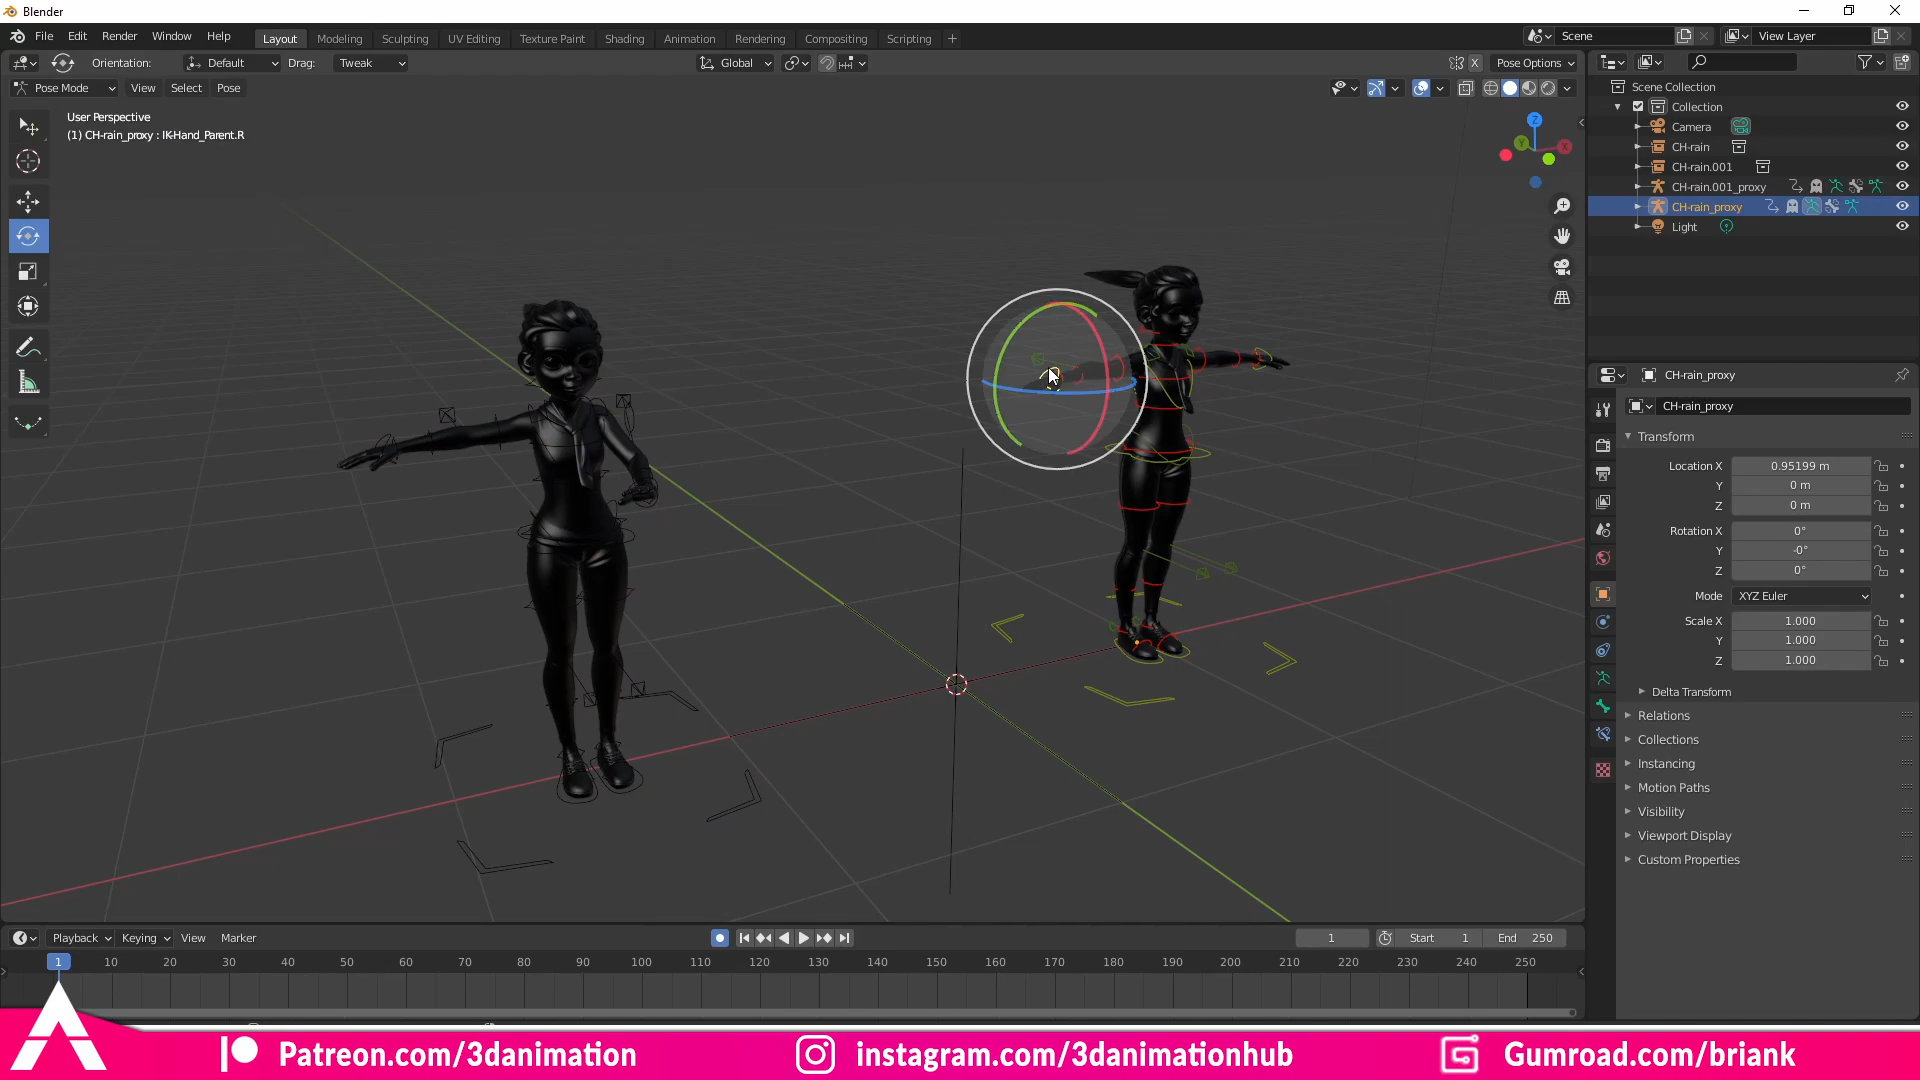 Blender
File Edit Render Window Help Layout Modeling Sculpting UV Editing Texture Paint Shading Animation Rendering Compositing Scripting + Scene View Layer
Orientation: Default Drag: Tweak Global X Pose Options
Pose Mode View Select Pose
User Perspective
(1) CH-rain_proxy : IK-Hand_Parent.R
Z
Y
X
Scene Collection
Collection
Camera
CH-rain
CH-rain.001
CH-rain.001_proxy
CH-rain_proxy
Light
CH-rain_proxy
CH-rain_proxy
Transform
Location X 0.95199 m
Y 0 m
Z 0 m
Rotation X 0°
Y -0°
Z 0°
Mode XYZ Euler
Scale X 1.000
Y 1.000
Z 1.000
Delta Transform
Relations
Collections
Instancing
Motion Paths
Visibility
Viewport Display
Custom Properties
Playback Keying View Marker 1 Start 1 End 250
1 10 20 30 40 50 60 70 80 90 100 110 120 130 140 150 160 170 180 190 200 210 220 230 240 250
Patreon.com/3danimation instagram.com/3danimationhub Gumroad.com/briank